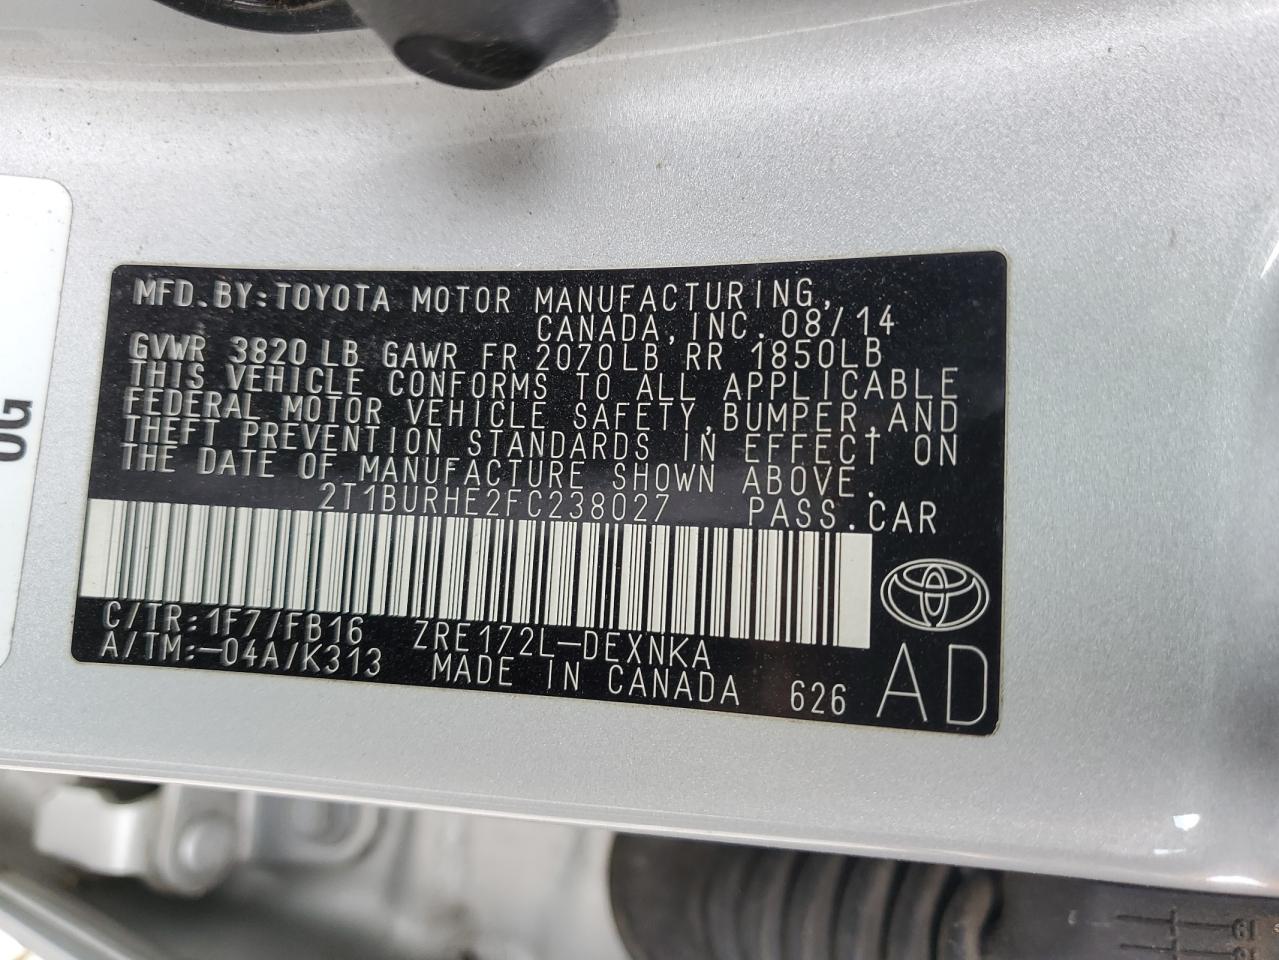 MFD.BY:TOYOTA MOTOR MANUFACTURING,
CANADA,INC.08/14
GVWR 3820LB GAWR FR 2070LB RR 1850LB
THIS VEHICLE CONFORMS TO ALL APPLICABLE
FEDERAL MOTOR VEHICLE SAFETY,BUMPER,AND
THEFT PREVENTION STANDARDS IN EFFECT ON
THE DATE OF MANUFACTURE SHOWN ABOVE.
2T1BURHE2FC238027 PASS.CAR
C/TR:1F7/FB16 ZRE172L-DEXNKA
A/TM:-04A/K313 MADE IN CANADA 626 AD